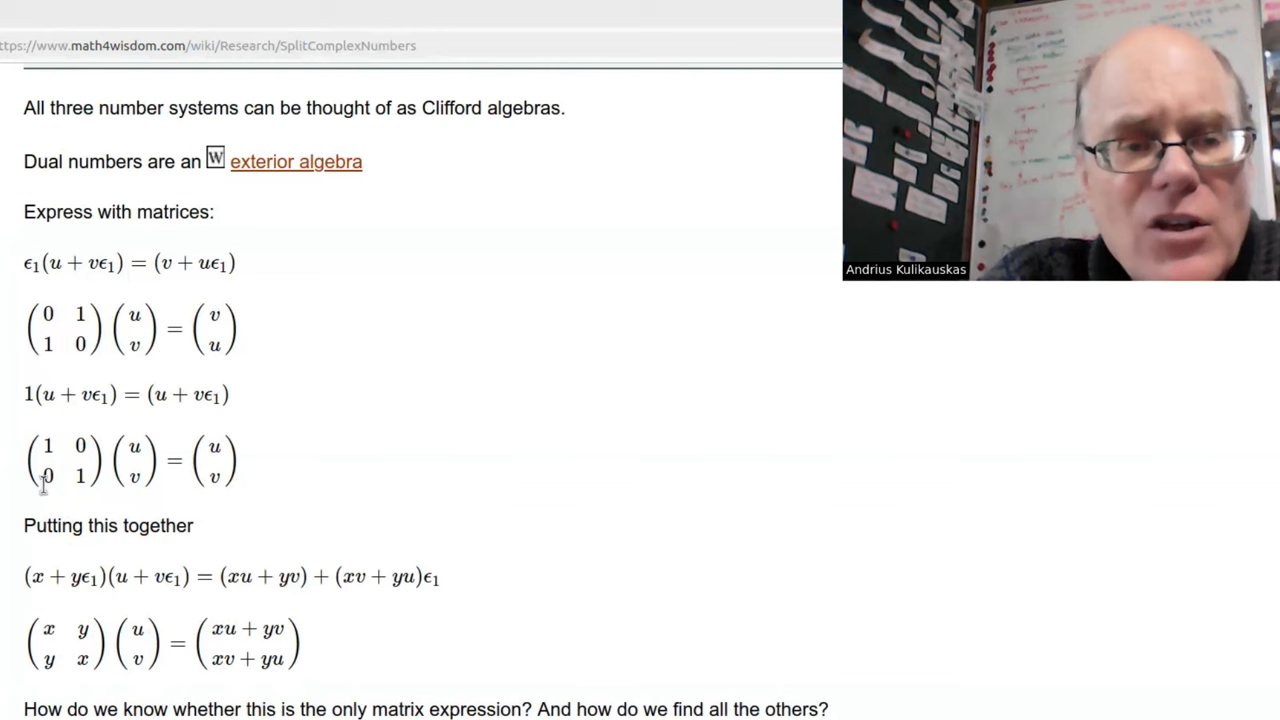 ttps://www.math4wisdom.com/wiki/Research/SplitComplexNumbers
All three number systems can be thought of as Clifford algebras.
Dual numbers are an W exterior algebra
Express with matrices:
ϵ₁(u + vϵ₁) = (v + uϵ₁)
(0 1
1 0) (u
v) = (v
u)
1(u + vϵ₁) = (u + vϵ₁)
(1 0
0 1) (u
v) = (u
v)
Putting this together
(x + yϵ₁)(u + vϵ₁) = (xu + yv) + (xv + yu)ϵ₁
(x y
y x) (u
v) = (xu + yv
xv + yu)
How do we know whether this is the only matrix expression? And how do we find all the others?
Andrius Kulikauskas